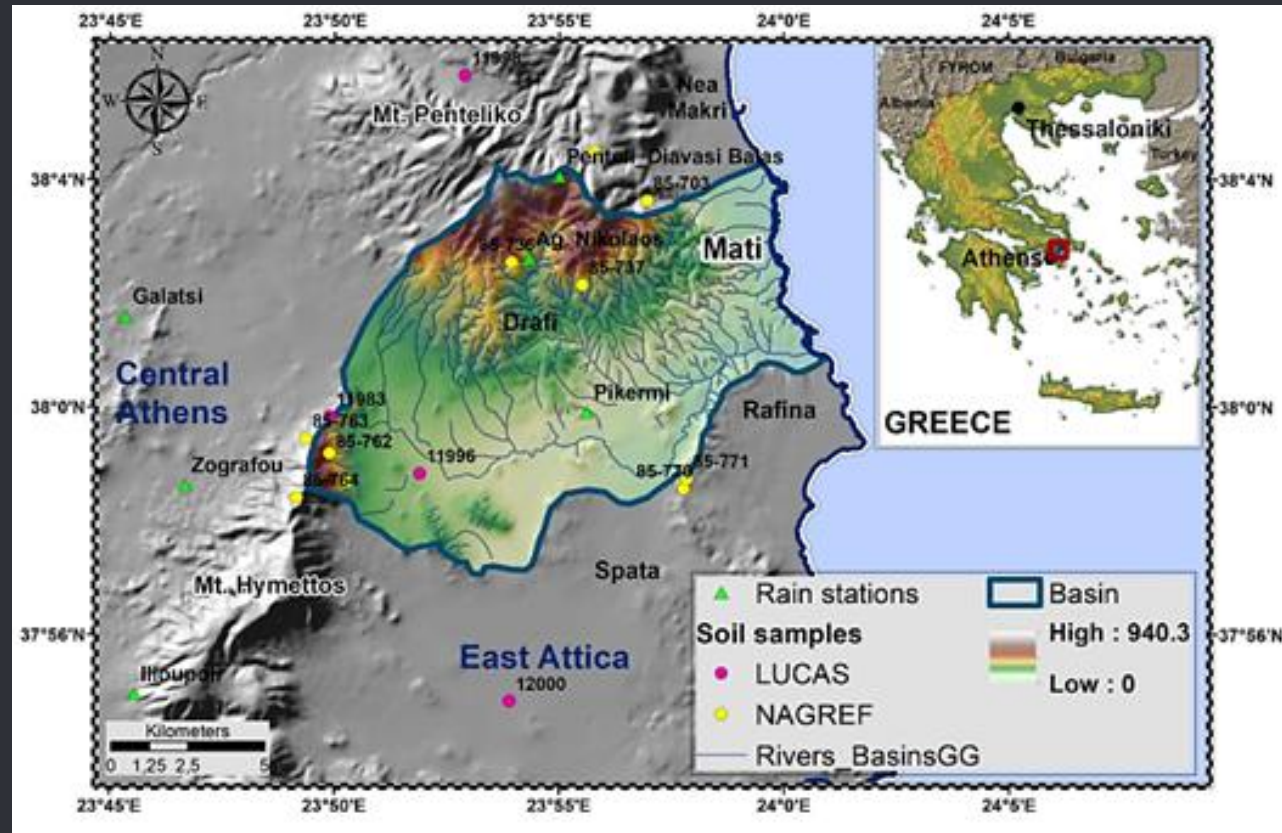 23°45'E 23°50'E 23°55'E 24°0'E 24°5'E
N
W E
S
Mt. Penteliko
Nea
Makri
Penteli_Diavasi Balas
38°4'N
38°4'N
85-703
Ag. Nikolaos
85-737
Mati
Drafi
Galatsi
Central
Athens
38°0'N
38°0'N
11983
85-763
85-762
Pikermi
Rafina
Zografou
11996
85-771
Mt. Hymettos
Spata
37°56'N
37°56'N
East Attica
12000
Kilometers
0 1,25 2,5 5
FYROM
Bulgaria
Albania
Thessaloniki
Turkey
Athens
GREECE
Rain stations
Soil samples
LUCAS
NAGREF
Rivers_BasinsGG
Basin
High : 940.3
Low : 0
23°45'E 23°50'E 23°55'E 24°0'E 24°5'E